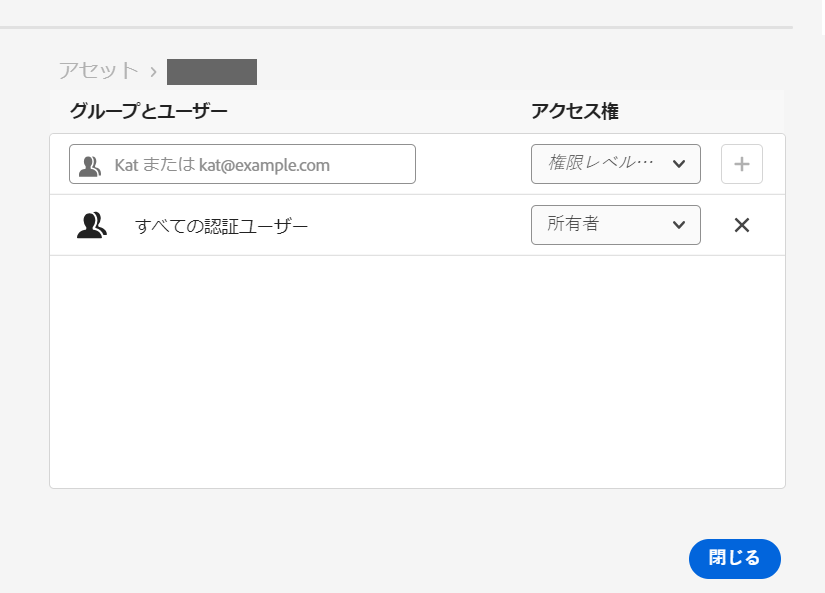 アセット ›
グループとユーザー アクセス権
Kat または kat@example.com 権限レベル…
すべての認証ユーザー 所有者
閉じる